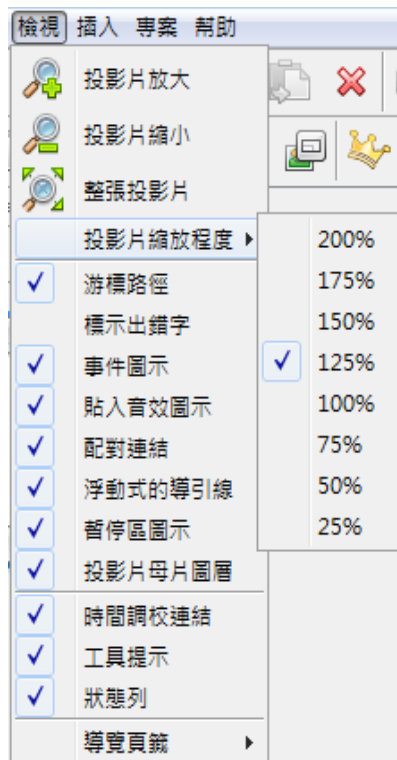 檢視 插入 專案 幫助
投影片放大
投影片縮小
整張投影片
投影片縮放程度
游標路徑
標示出錯字
事件圖示
貼入音效圖示
配對連結
浮動式的導引線
暫停區圖示
投影片母片圖層
時間調校連結
工具提示
狀態列
導覽頁籤
200%
175%
150%
125%
100%
75%
50%
25%